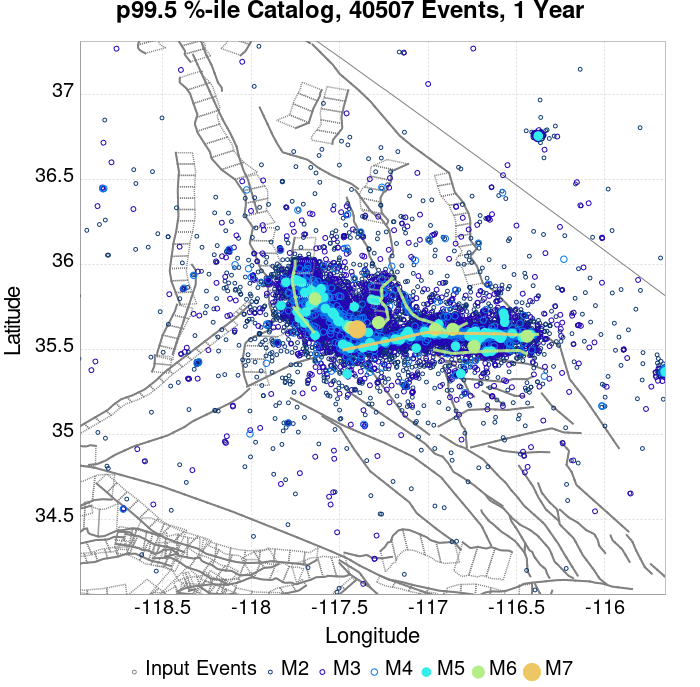 p99.5 %-ile Catalog, 40507 Events, 1 Year
37
36.5
36
35.5
35
34.5
Latitude
-118.5 -118 -117.5 -117 -116.5 -116
Longitude
Input Events M2 M3 M4 M5 M6 M7